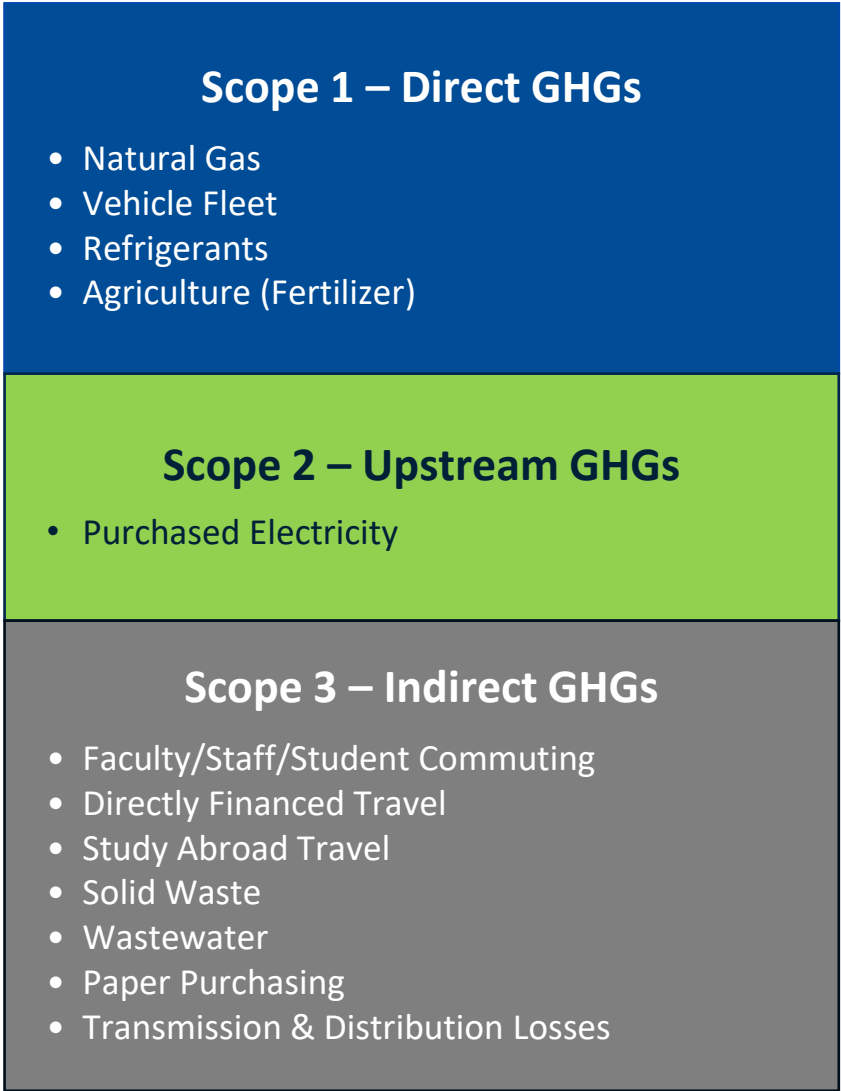 Scope 1 – Direct GHGs
• Natural Gas
• Vehicle Fleet
• Refrigerants
• Agriculture (Fertilizer)
Scope 2 – Upstream GHGs
• Purchased Electricity
Scope 3 – Indirect GHGs
• Faculty/Staff/Student Commuting
• Directly Financed Travel
• Study Abroad Travel
• Solid Waste
• Wastewater
• Paper Purchasing
• Transmission & Distribution Losses